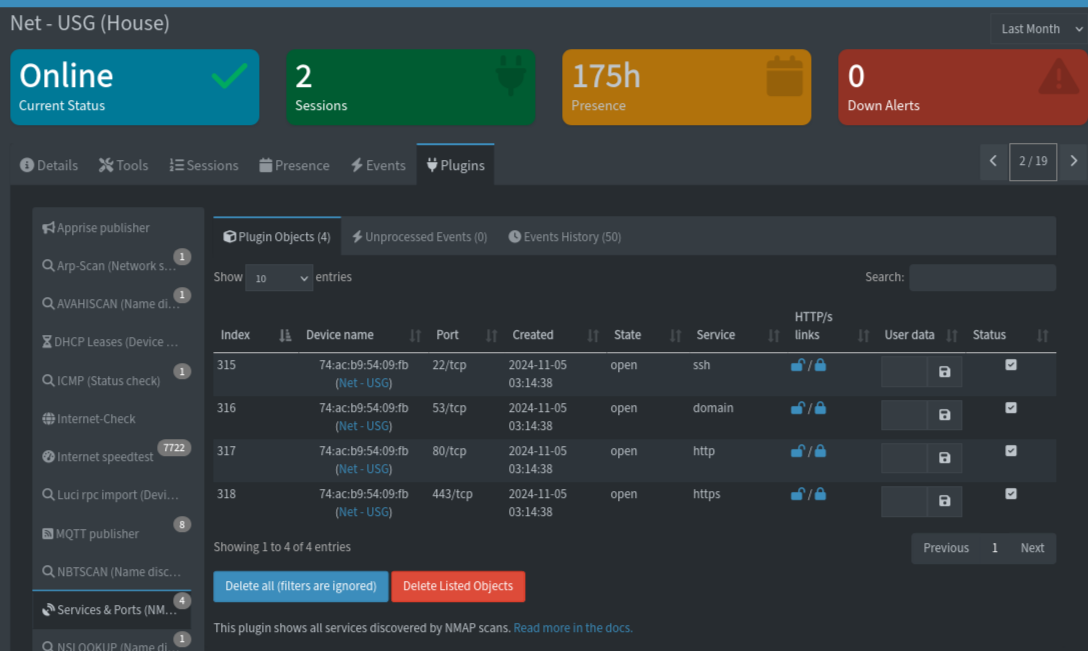 Net - USG (House)
Last Month
Online
Current Status
2
Sessions
175h
Presence
0
Down Alerts
Details
Tools
Sessions
Presence
Events
Plugins
2 / 19
Apprise publisher
Arp-Scan (Network s...
1
AVAHISCAN (Name di...
1
DHCP Leases (Device ...
ICMP (Status check)
1
Internet-Check
Internet speedtest
7722
Luci rpc import (Devi...
MQTT publisher
8
NBTSCAN (Name disc...
Services & Ports (NM...
4
NSLOOKUP (Name di...
1
Plugin Objects (4)
Unprocessed Events (0)
Events History (50)
Show 10 entries
Search:
Index Device name Port Created State Service HTTP/s links User data Status
315 74:ac:b9:54:09:fb (Net - USG) 22/tcp 2024-11-05 03:14:38 open ssh /
316 74:ac:b9:54:09:fb (Net - USG) 53/tcp 2024-11-05 03:14:38 open domain /
317 74:ac:b9:54:09:fb (Net - USG) 80/tcp 2024-11-05 03:14:38 open http /
318 74:ac:b9:54:09:fb (Net - USG) 443/tcp 2024-11-05 03:14:38 open https /
Showing 1 to 4 of 4 entries
Previous 1 Next
Delete all (filters are ignored)
Delete Listed Objects
This plugin shows all services discovered by NMAP scans. Read more in the docs.